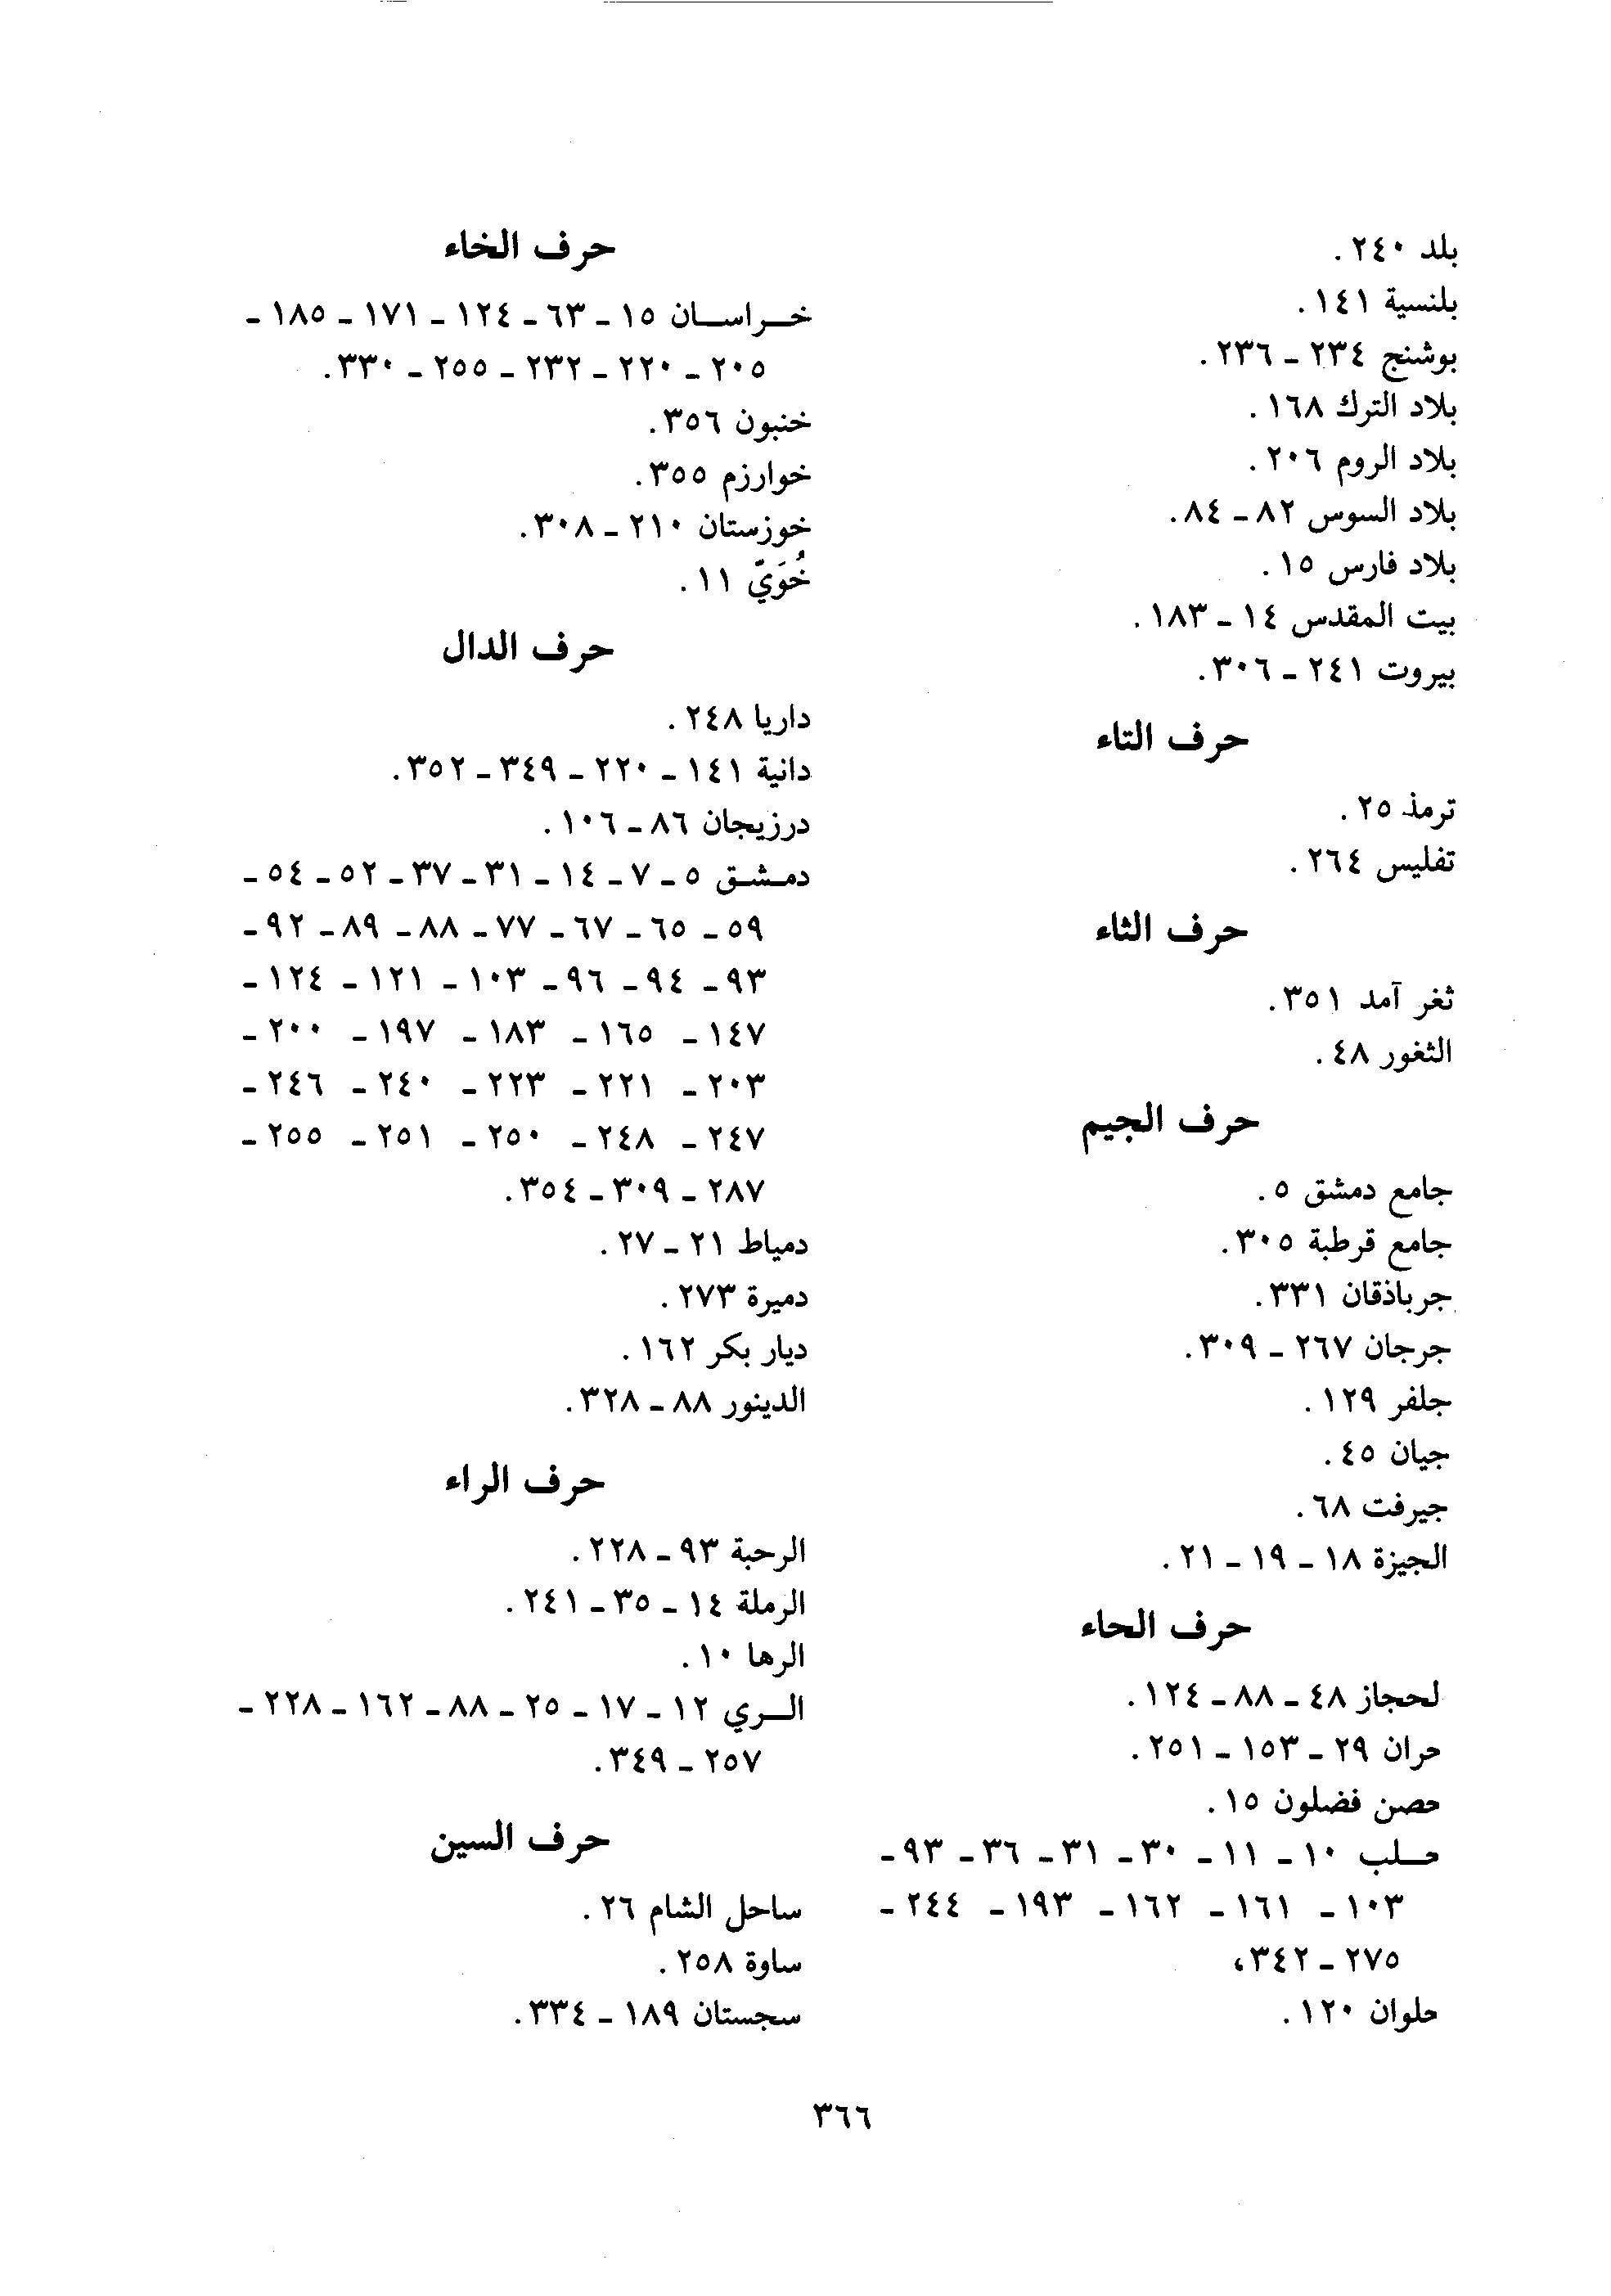 بلد ٢٤٠.
بلنسية ١٤١.
بوشنج ٢٣٤ ـ ٢٣٦.
بلاد الترك ١٦٨.
بلاد الروم ٢٠٦.
بلاد السوس ٨٢ ـ ٨٤.
بلاد فارس ١٥.
بيت المقدس ١٤ ـ ١٨٣.
بيروت ٢٤١ ـ ٣٠٦.
حرف التاء
ترمذ ٢٥.
تفليس ٢٦٤.
حرف الثاء
ثغر آمد ٣٥١.
الثغور ٤٨.
حرف الجيم
جامع دمشق ٥.
جامع قرطبة ٣٠٥.
جرباذقان ٣٣١.
جرجان ٢٦٧ ـ ٣٠٩.
جلفر ١٢٩.
جيان ٤٥.
جيرفت ٦٨.
الجيزة ١٨ ـ ١٩ ـ ٢١.
حرف الحاء
لحجاز ٤٨ ـ ٨٨ ـ ١٢٤.
حران ٢٩ ـ ١٥٣ ـ ٢٥١.
حصن فضلون ١٥.
حـلب ١٠ ـ ١١ ـ ٣٠ ـ ٣١ ـ ٣٦ ـ ٩٣ ـ
١٠٣ ـ ١٦١ ـ ١٦٢ ـ ١٩٣ ـ ٢٤٤ ـ
٢٧٥ ـ ٣٤٢،
حلوان ١٢٠.
حرف الخاء
خـراسـان ١٥ ـ ٦٣ ـ ١٢٤ ـ ١٧١ ـ ١٨٥ ـ
٢٠٥ ـ ٢٢٠ ـ ٢٣٢ ـ ٢٥٥ ـ ٣٣٠.
خنبون ٣٥٦.
خوارزم ٣٥٥.
خوزستان ٢١٠ ـ ٣٠٨.
خُوَيّ ١١.
حرف الدال
داريا ٢٤٨.
دانية ١٤١ ـ ٢٢٠ ـ ٣٤٩ ـ ٣٥٢.
درزيجان ٨٦ ـ ١٠٦.
دمـشـق ٥ ـ ٧ ـ ١٤ ـ ٣١ ـ ٣٧ ـ ٥٢ ـ ٥٤ ـ
٥٩ ـ ٦٥ ـ ٦٧ ـ ٧٧ ـ ٨٨ ـ ٨٩ ـ ٩٢ ـ
٩٣ ـ ٩٤ ـ ٩٦ ـ ١٠٣ ـ ١٢١ ـ ١٢٤ ـ
١٤٧ ـ ١٦٥ ـ ١٨٣ ـ ١٩٧ ـ ٢٠٠ ـ
٢٠٣ ـ ٢٢١ ـ ٢٢٣ ـ ٢٤٠ ـ ٢٤٦ ـ
٢٤٧ ـ ٢٤٨ ـ ٢٥٠ ـ ٢٥١ ـ ٢٥٥ ـ
٢٨٧ ـ ٣٠٩ ـ ٣٥٤.
دمياط ٢١ ـ ٢٧.
دميرة ٢٧٣.
ديار بكر ١٦٢.
الدينور ٨٨ ـ ٣٢٨.
حرف الراء
الرحبة ٩٣ ـ ٢٢٨.
الرملة ١٤ ـ ٣٥ ـ ٢٤١.
الرها ١٠.
الـري ١٢ ـ ١٧ ـ ٢٥ ـ ٨٨ ـ ١٦٢ ـ ٢٢٨ ـ
٢٥٧ ـ ٣٤٩.
حرف السين
ساحل الشام ٢٦.
ساوة ٢٥٨.
سجستان ١٨٩ ـ ٣٣٤.
٣٦٦